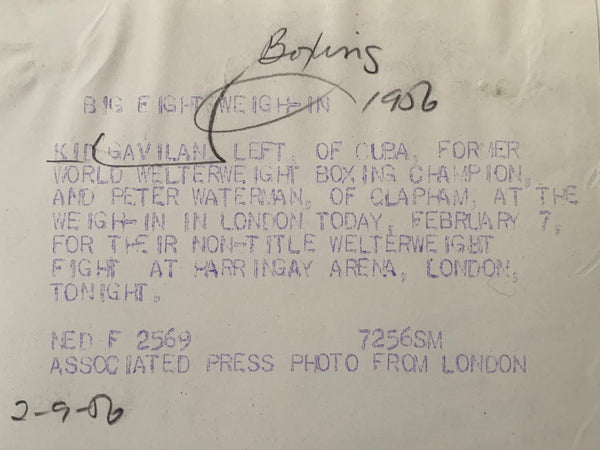 Boxing
BIG FIGHT WEIGH-IN 1956
KID GAVILAN, LEFT, OF CUBA, FORMER
WORLD WELTERWEIGHT BOXING CHAMPION,
AND PETER WATERMAN, OF CLAPHAM, AT THE
WEIGH-IN IN LONDON TODAY, FEBRUARY 7,
FOR THEIR NON-TITLE WELTERWEIGHT
FIGHT AT HARRINGAY ARENA, LONDON,
TONIGHT.
NED F 2569 7256SM
ASSOCIATED PRESS PHOTO FROM LONDON
2-9-56